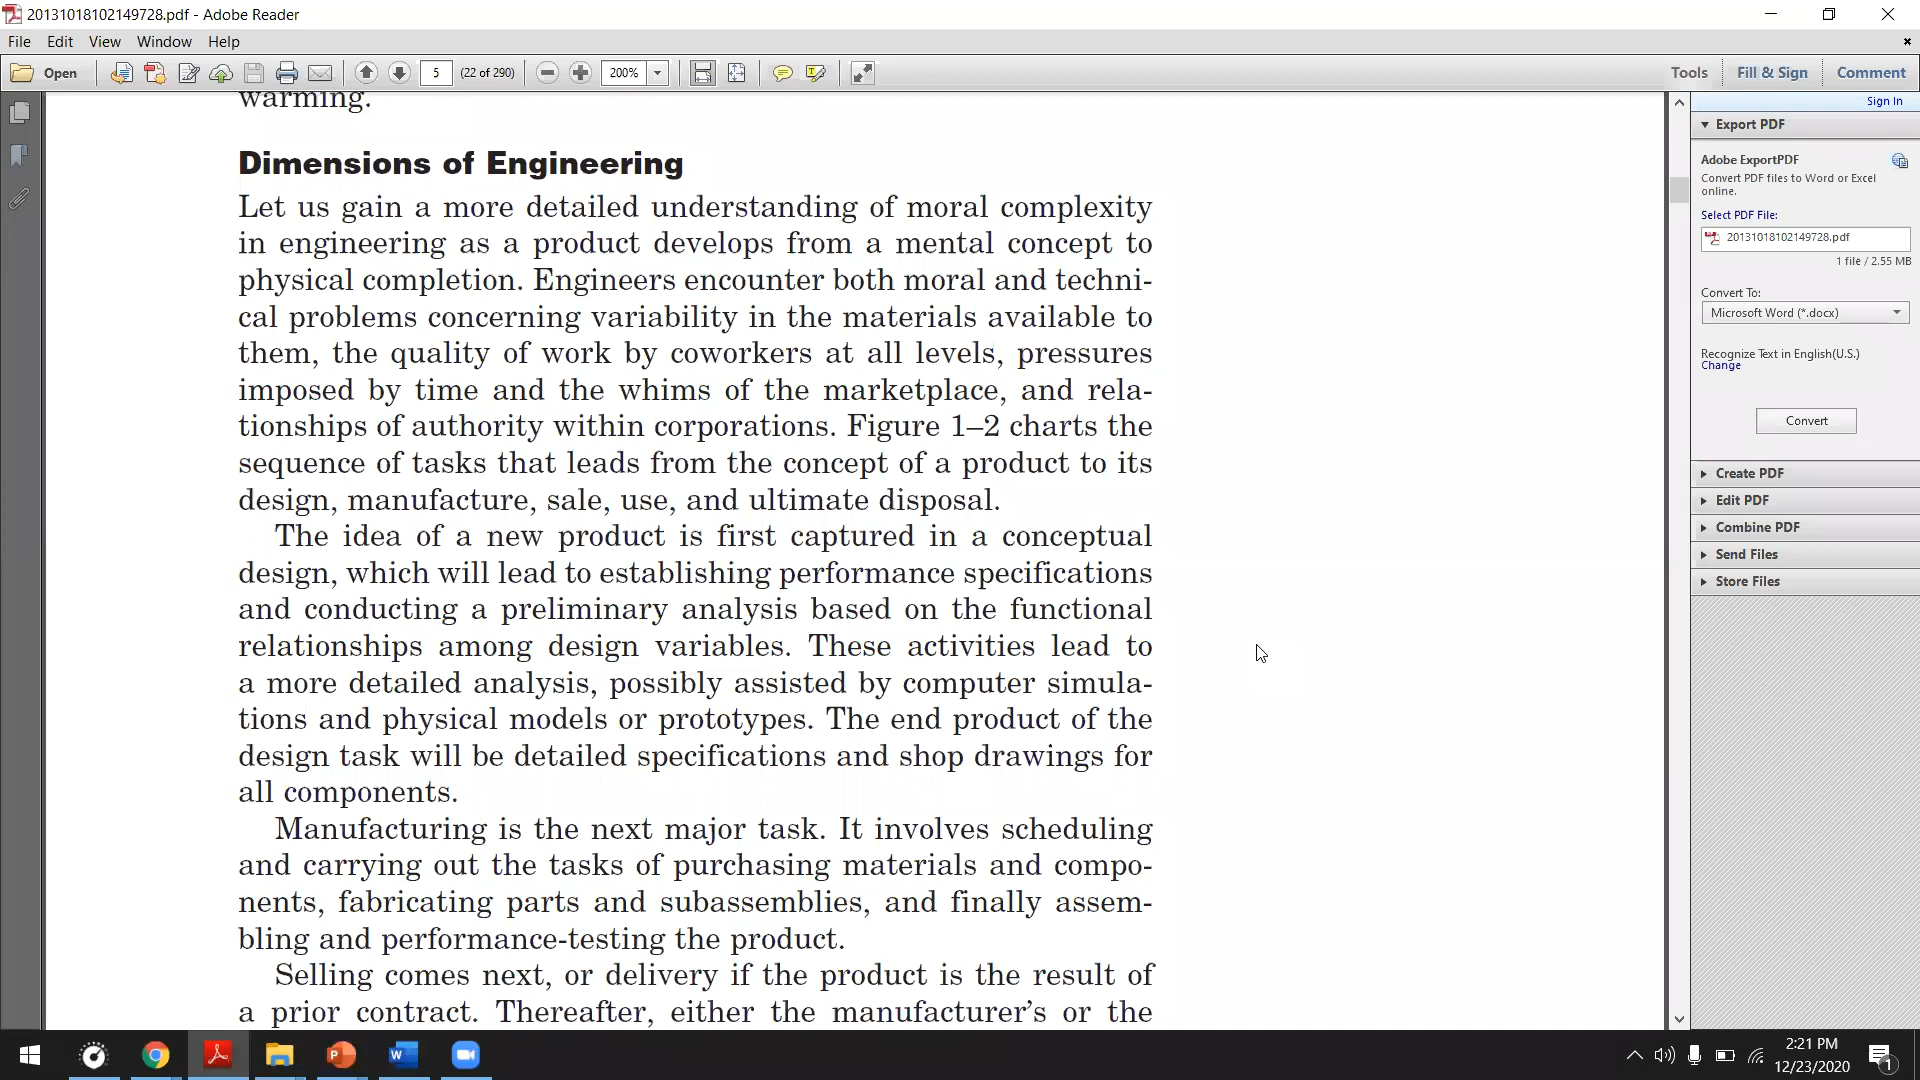 20131018102149728.pdf - Adobe Reader
File Edit View Window Help
Open 5 (22 of 290) 200% Tools Fill & Sign Comment
warming.
Dimensions of Engineering
Let us gain a more detailed understanding of moral complexity
in engineering as a product develops from a mental concept to
physical completion. Engineers encounter both moral and techni-
cal problems concerning variability in the materials available to
them, the quality of work by coworkers at all levels, pressures
imposed by time and the whims of the marketplace, and rela-
tionships of authority within corporations. Figure 1–2 charts the
sequence of tasks that leads from the concept of a product to its
design, manufacture, sale, use, and ultimate disposal.
The idea of a new product is first captured in a conceptual
design, which will lead to establishing performance specifications
and conducting a preliminary analysis based on the functional
relationships among design variables. These activities lead to
a more detailed analysis, possibly assisted by computer simula-
tions and physical models or prototypes. The end product of the
design task will be detailed specifications and shop drawings for
all components.
Manufacturing is the next major task. It involves scheduling
and carrying out the tasks of purchasing materials and compo-
nents, fabricating parts and subassemblies, and finally assem-
bling and performance-testing the product.
Selling comes next, or delivery if the product is the result of
a prior contract. Thereafter, either the manufacturer’s or the
Sign In
Export PDF
Adobe ExportPDF
Convert PDF files to Word or Excel
online.
Select PDF File:
20131018102149728.pdf
1 file / 2.55 MB
Convert To:
Microsoft Word (*.docx)
Recognize Text in English(U.S.)
Change
Convert
Create PDF
Edit PDF
Combine PDF
Send Files
Store Files
2:21 PM
12/23/2020
1